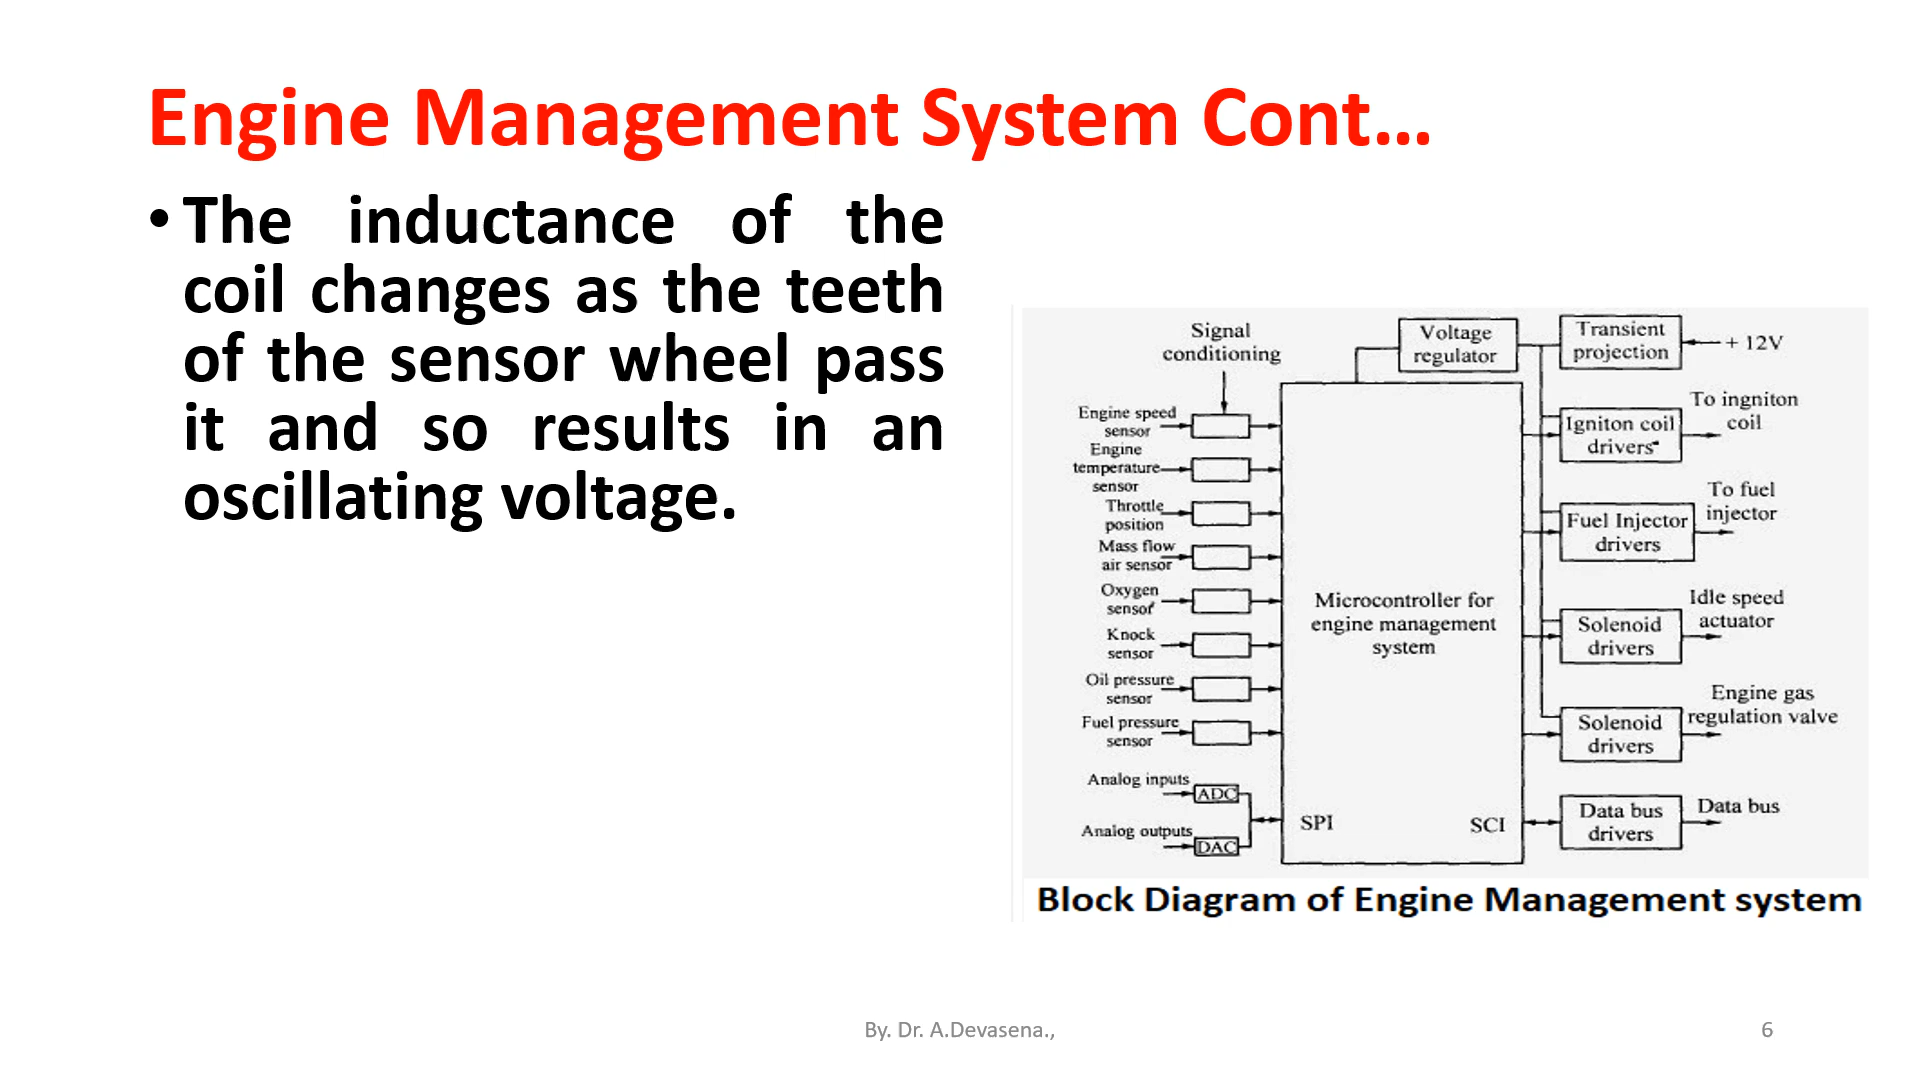 Engine Management System Cont...
• The inductance of the
coil changes as the teeth
of the sensor wheel pass
it and so results in an
oscillating voltage.
Signal
conditioning
Voltage
regulator
Transient
projection
+ 12V
Engine speed
sensor
Engine
temperature
sensor
Throttle
position
Mass flow
air sensor
Oxygen
sensor
Knock
sensor
Oil pressure
sensor
Fuel pressure
sensor
Analog inputs
ADC
Analog outputs
DAC
Microcontroller for
engine management
system
SPI
SCI
Igniton coil
drivers
To ingniton
coil
Fuel Injector
drivers
To fuel
injector
Solenoid
drivers
Idle speed
actuator
Solenoid
drivers
Engine gas
regulation valve
Data bus
drivers
Data bus
Block Diagram of Engine Management system
By. Dr. A.Devasena.,
6